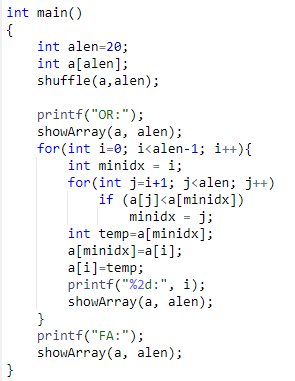 int main()
{
    int alen=20;
    int a[alen];
    shuffle(a,alen);

    printf("OR:");
    showArray(a, alen);
    for(int i=0; i<alen-1; i++){
        int minidx = i;
        for(int j=i+1; j<alen; j++)
            if (a[j]<a[minidx])
                minidx = j;
        int temp=a[minidx];
        a[minidx]=a[i];
        a[i]=temp;
        printf("%2d:", i);
        showArray(a, alen);
    }
    printf("FA:");
    showArray(a, alen);
}